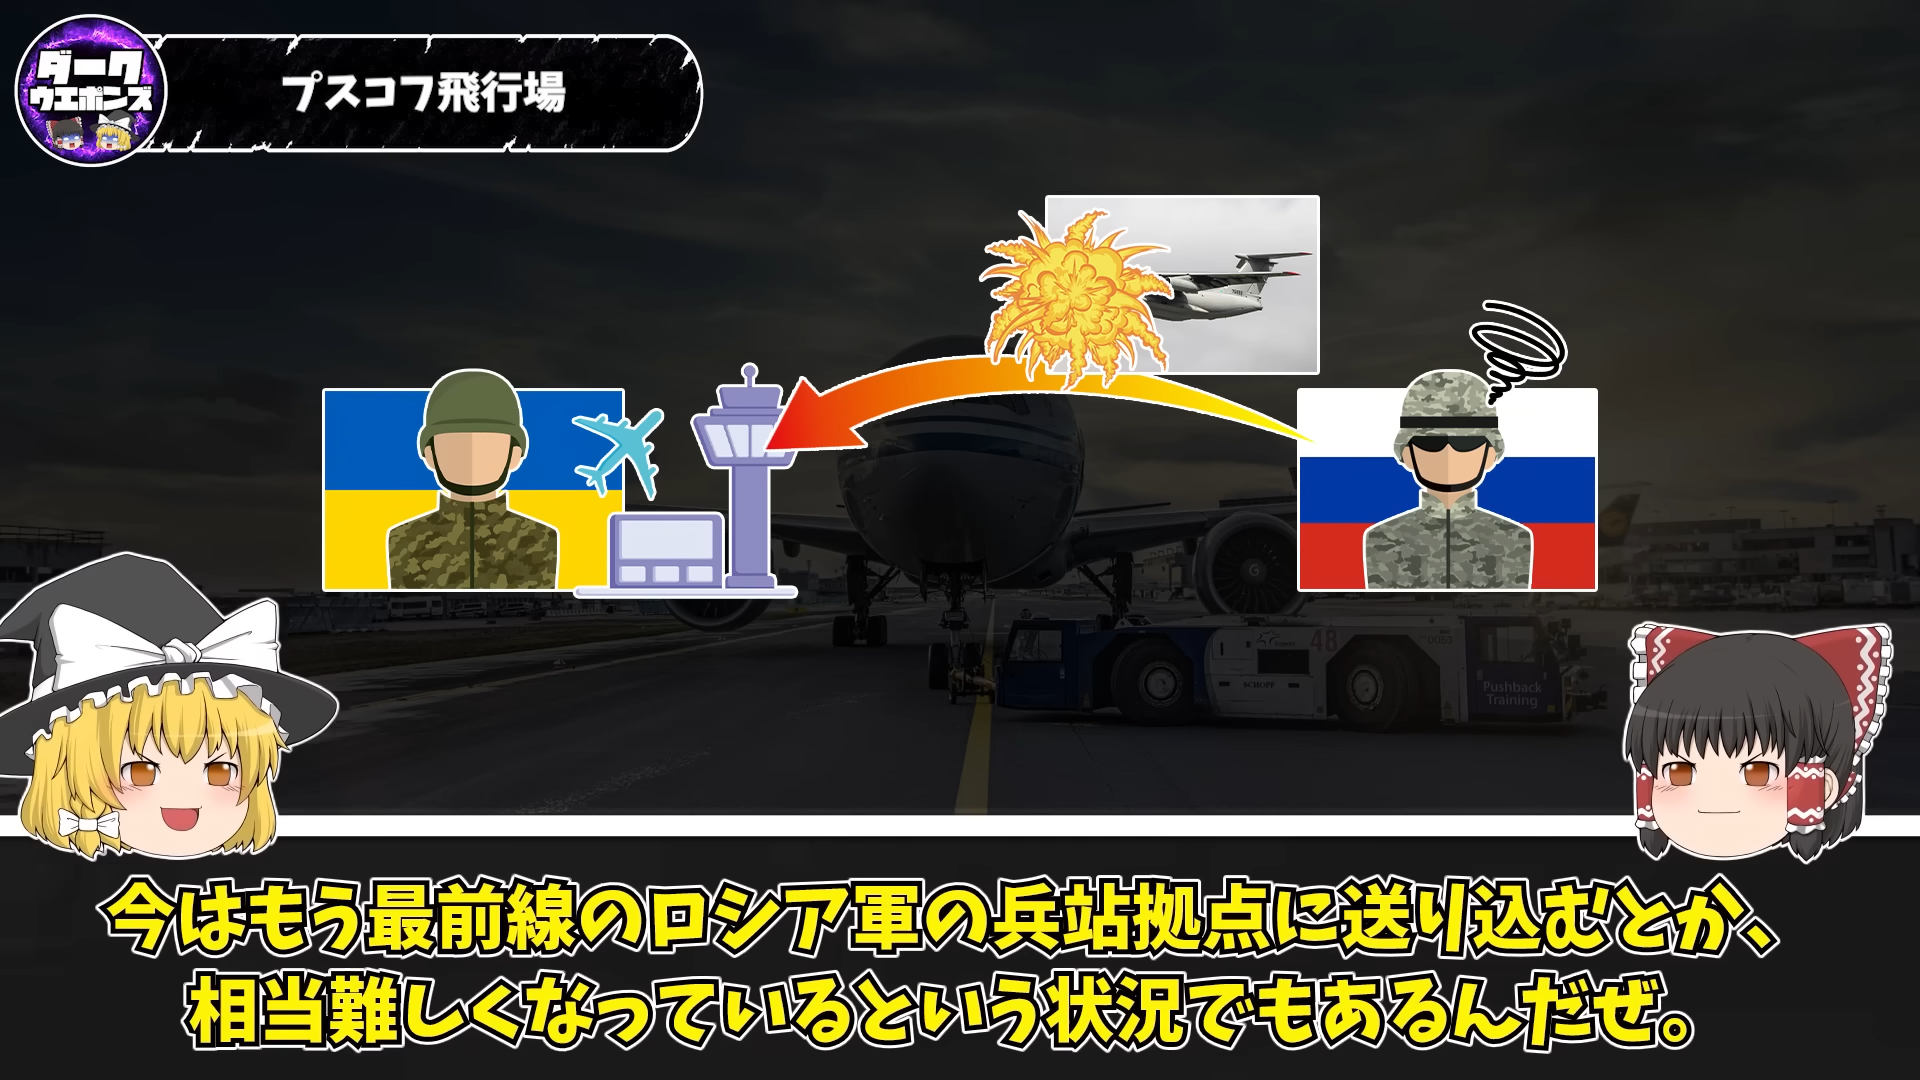 ダーク
ウエポンズ
プスコフ飛行場
48
SCHOPF
Pushback
Training
今はもう最前線のロシア軍の兵站拠点に送り込むとか、
相当難しくなっているという状況でもあるんだぜ。